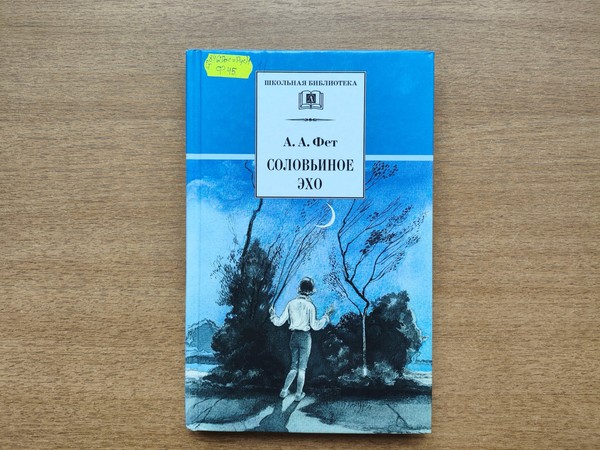 ШКОЛЬНАЯ БИБЛИОТЕКА
А. А. Фет
СОЛОВЬИНОЕ
ЭХО